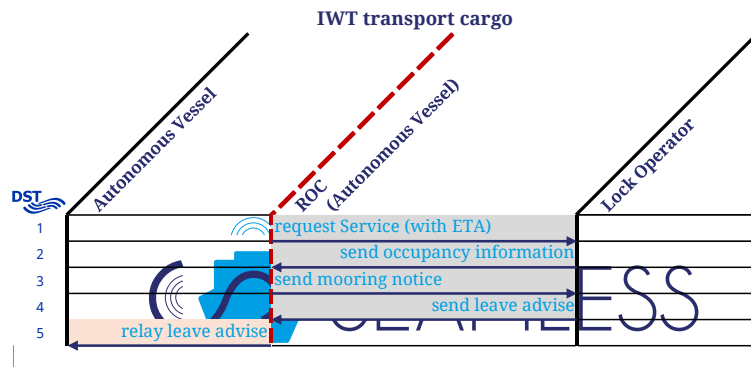 IWT transport cargo
Autonomous Vessel
ROC
(Autonomous Vessel)
Lock Operator
DST
1
request Service (with ETA)
2
send occupancy information
3
send mooring notice
4
send leave advise
5
relay leave advise